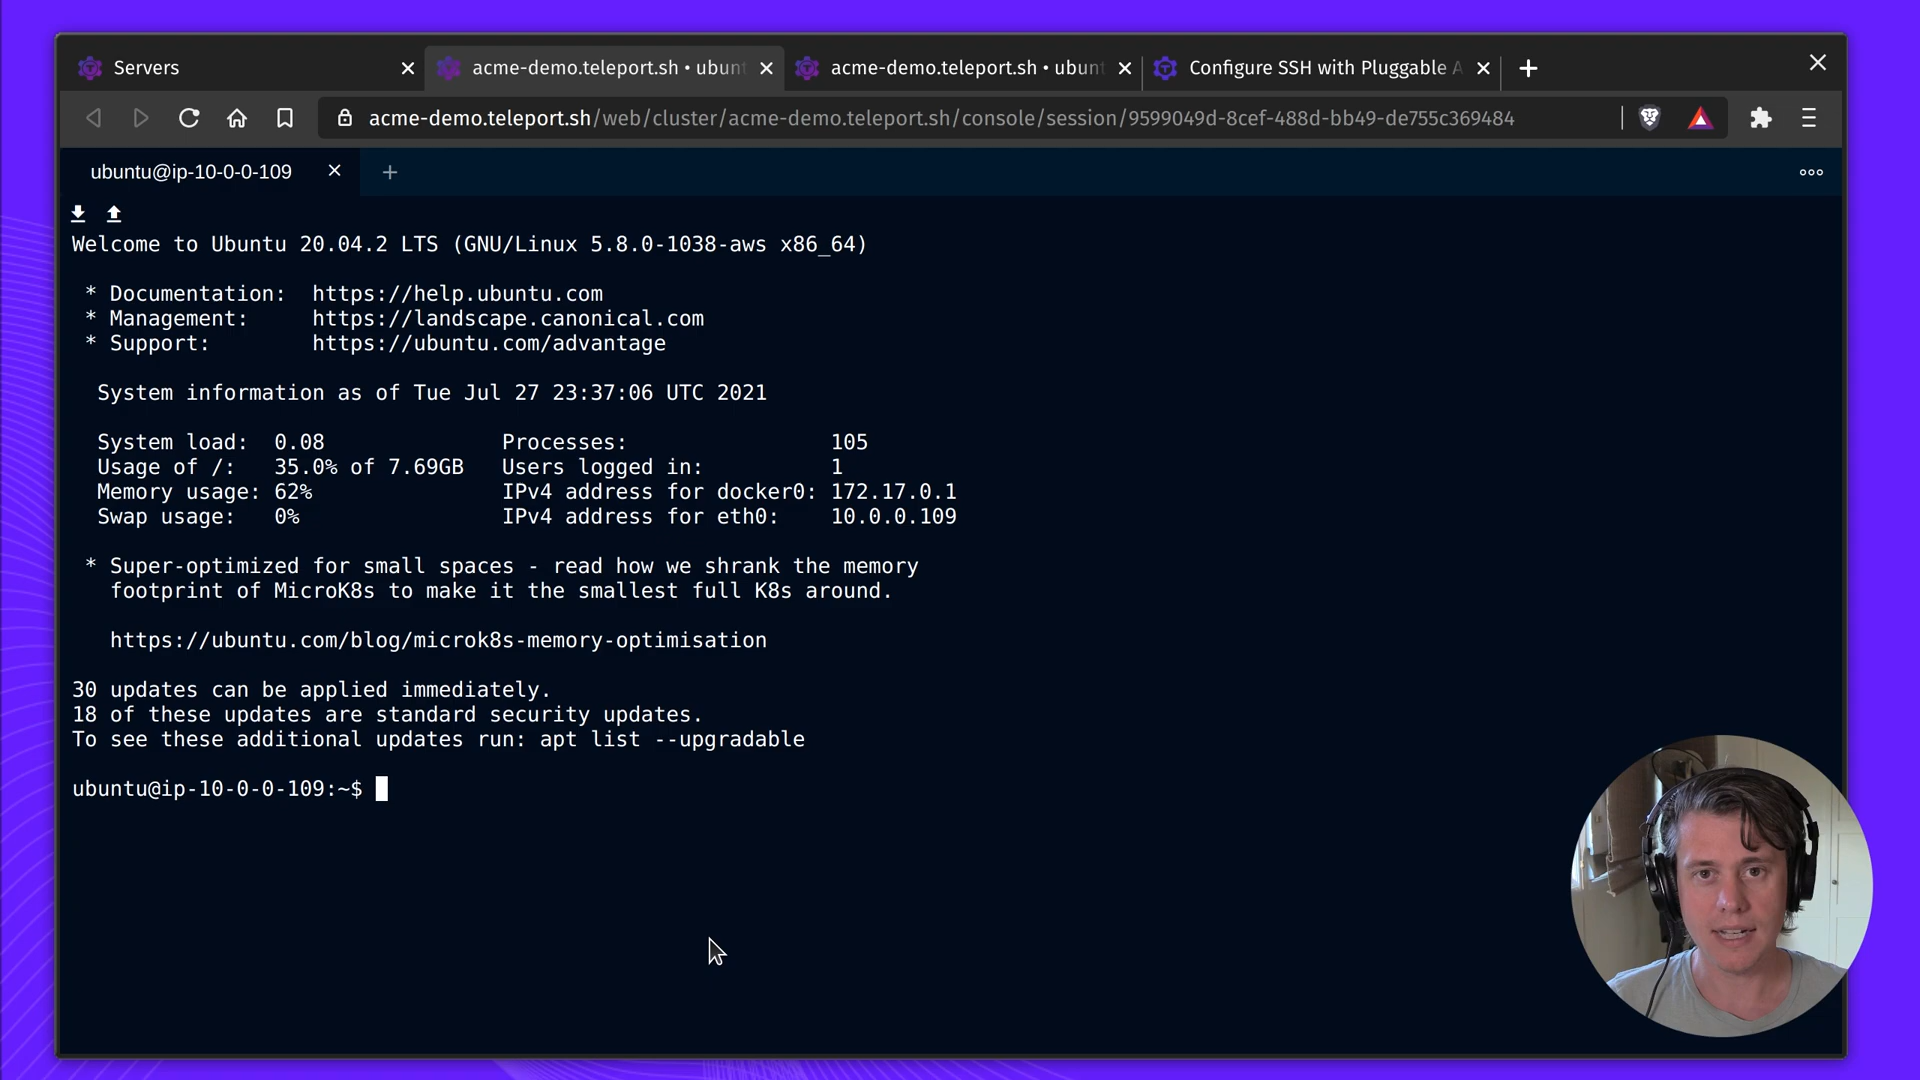 Servers
acme-demo.teleport.sh • ubunt
acme-demo.teleport.sh • ubunt
Configure SSH with Pluggable A
acme-demo.teleport.sh/web/cluster/acme-demo.teleport.sh/console/session/9599049d-8cef-488d-bb49-de755c369484
ubuntu@ip-10-0-0-109
Welcome to Ubuntu 20.04.2 LTS (GNU/Linux 5.8.0-1038-aws x86_64)
* Documentation: https://help.ubuntu.com
* Management: https://landscape.canonical.com
* Support: https://ubuntu.com/advantage
System information as of Tue Jul 27 23:37:06 UTC 2021
System load: 0.08 Processes: 105
Usage of /: 35.0% of 7.69GB Users logged in: 1
Memory usage: 62% IPv4 address for docker0: 172.17.0.1
Swap usage: 0% IPv4 address for eth0: 10.0.0.109
* Super-optimized for small spaces - read how we shrank the memory
footprint of MicroK8s to make it the smallest full K8s around.
https://ubuntu.com/blog/microk8s-memory-optimisation
30 updates can be applied immediately.
18 of these updates are standard security updates.
To see these additional updates run: apt list --upgradable
ubuntu@ip-10-0-0-109:~$